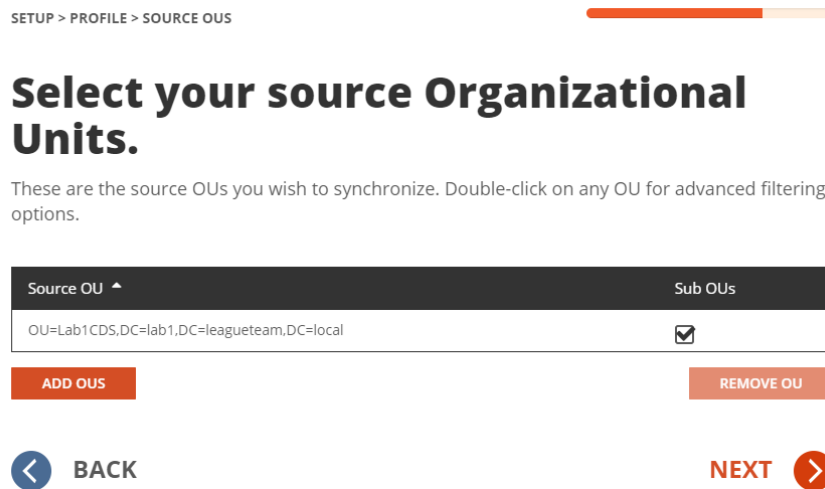 SETUP > PROFILE > SOURCE OUS
Select your source Organizational
Units.
These are the source OUs you wish to synchronize. Double-click on any OU for advanced filtering
options.
Source OU Sub OUs
OU=Lab1CDS,DC=lab1,DC=leagueteam,DC=local
ADD OUS REMOVE OU
BACK NEXT